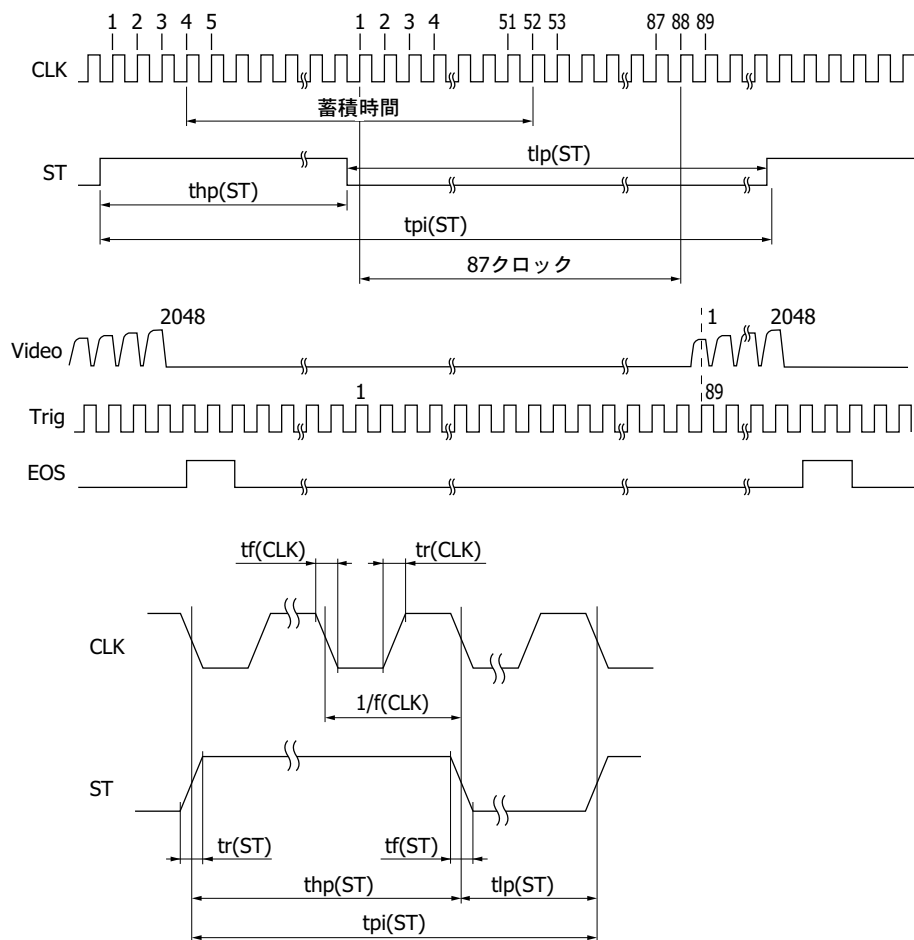 1 2 3 4 5 1 2 3 4 51 52 53 87 88 89
CLK
蓄積時間
ST
tlp(ST)
thp(ST)
tpi(ST)
87クロック
2048 1 2048
Video
1 89
Trig
EOS
tf(CLK) tr(CLK)
CLK
1/f(CLK)
ST
tr(ST) tf(ST)
thp(ST) tlp(ST)
tpi(ST)